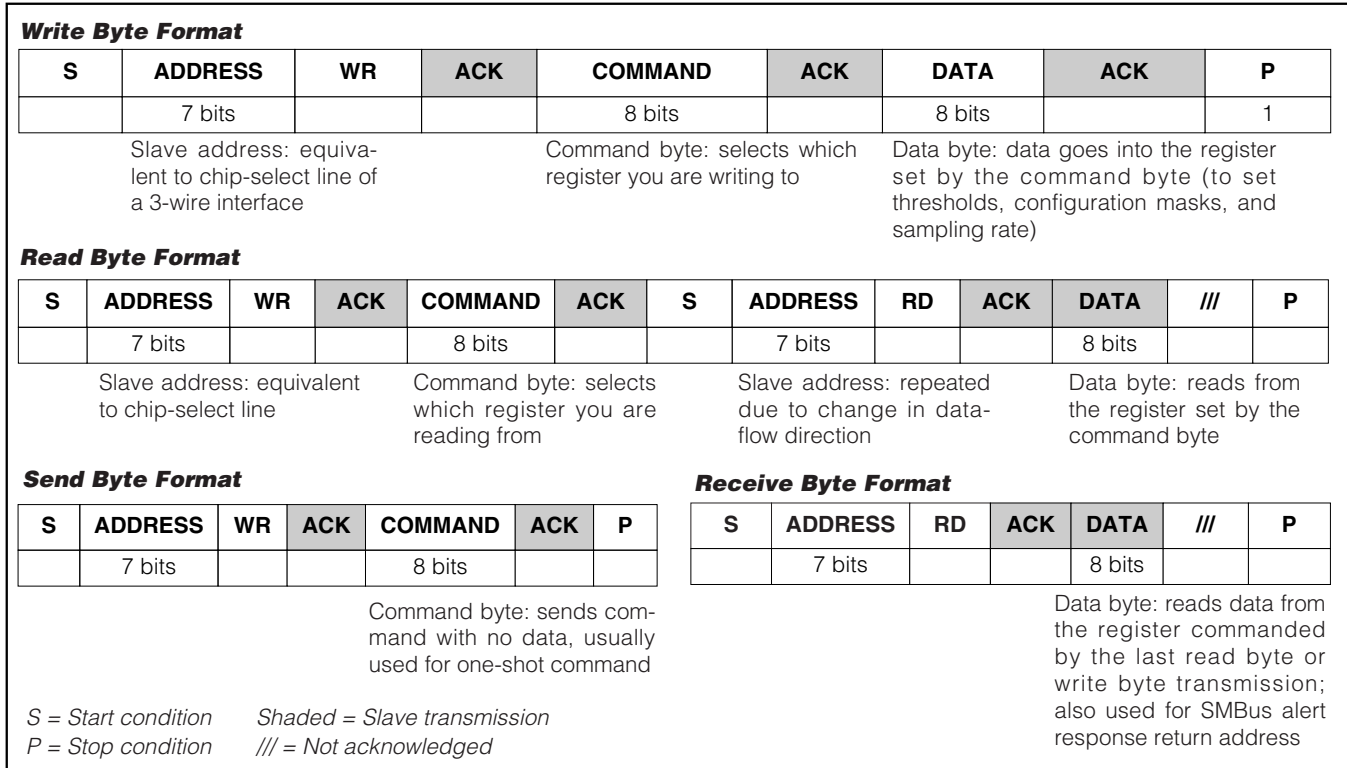 Write Byte Format
S ADDRESS WR ACK COMMAND ACK DATA ACK P
7 bits 8 bits 8 bits 1
Slave address: equiva-
lent to chip-select line of
a 3-wire interface
Command byte: selects which
register you are writing to
Data byte: data goes into the register
set by the command byte (to set
thresholds, configuration masks, and
sampling rate)
Read Byte Format
S ADDRESS WR ACK COMMAND ACK S ADDRESS RD ACK DATA /// P
7 bits 8 bits 7 bits 8 bits
Slave address: equivalent
to chip-select line
Command byte: selects
which register you are
reading from
Slave address: repeated
due to change in data-
flow direction
Data byte: reads from
the register set by the
command byte
Send Byte Format
S ADDRESS WR ACK COMMAND ACK P
7 bits 8 bits
Command byte: sends com-
mand with no data, usually
used for one-shot command
Receive Byte Format
S ADDRESS RD ACK DATA /// P
7 bits 8 bits
Data byte: reads data from
the register commanded
by the last read byte or
write byte transmission;
also used for SMBus alert
response return address
S = Start condition Shaded = Slave transmission
P = Stop condition /// = Not acknowledged